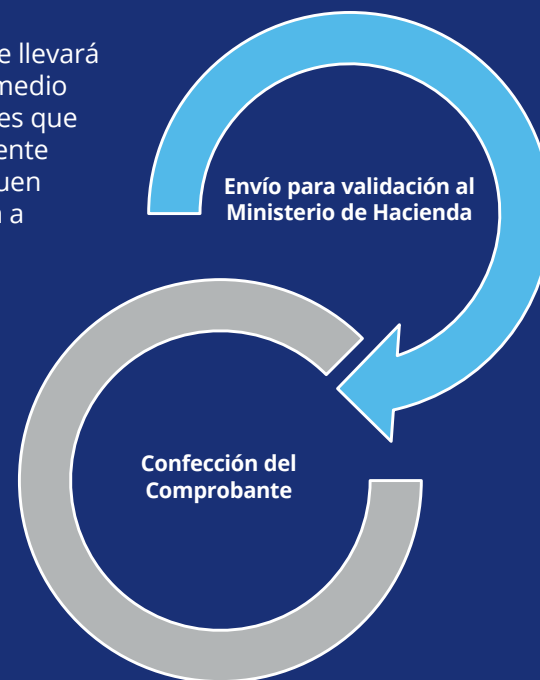 e llevará
medio
es que
ente
uen
a
Envío para validación al
Ministerio de Hacienda
Confección del
Comprobante